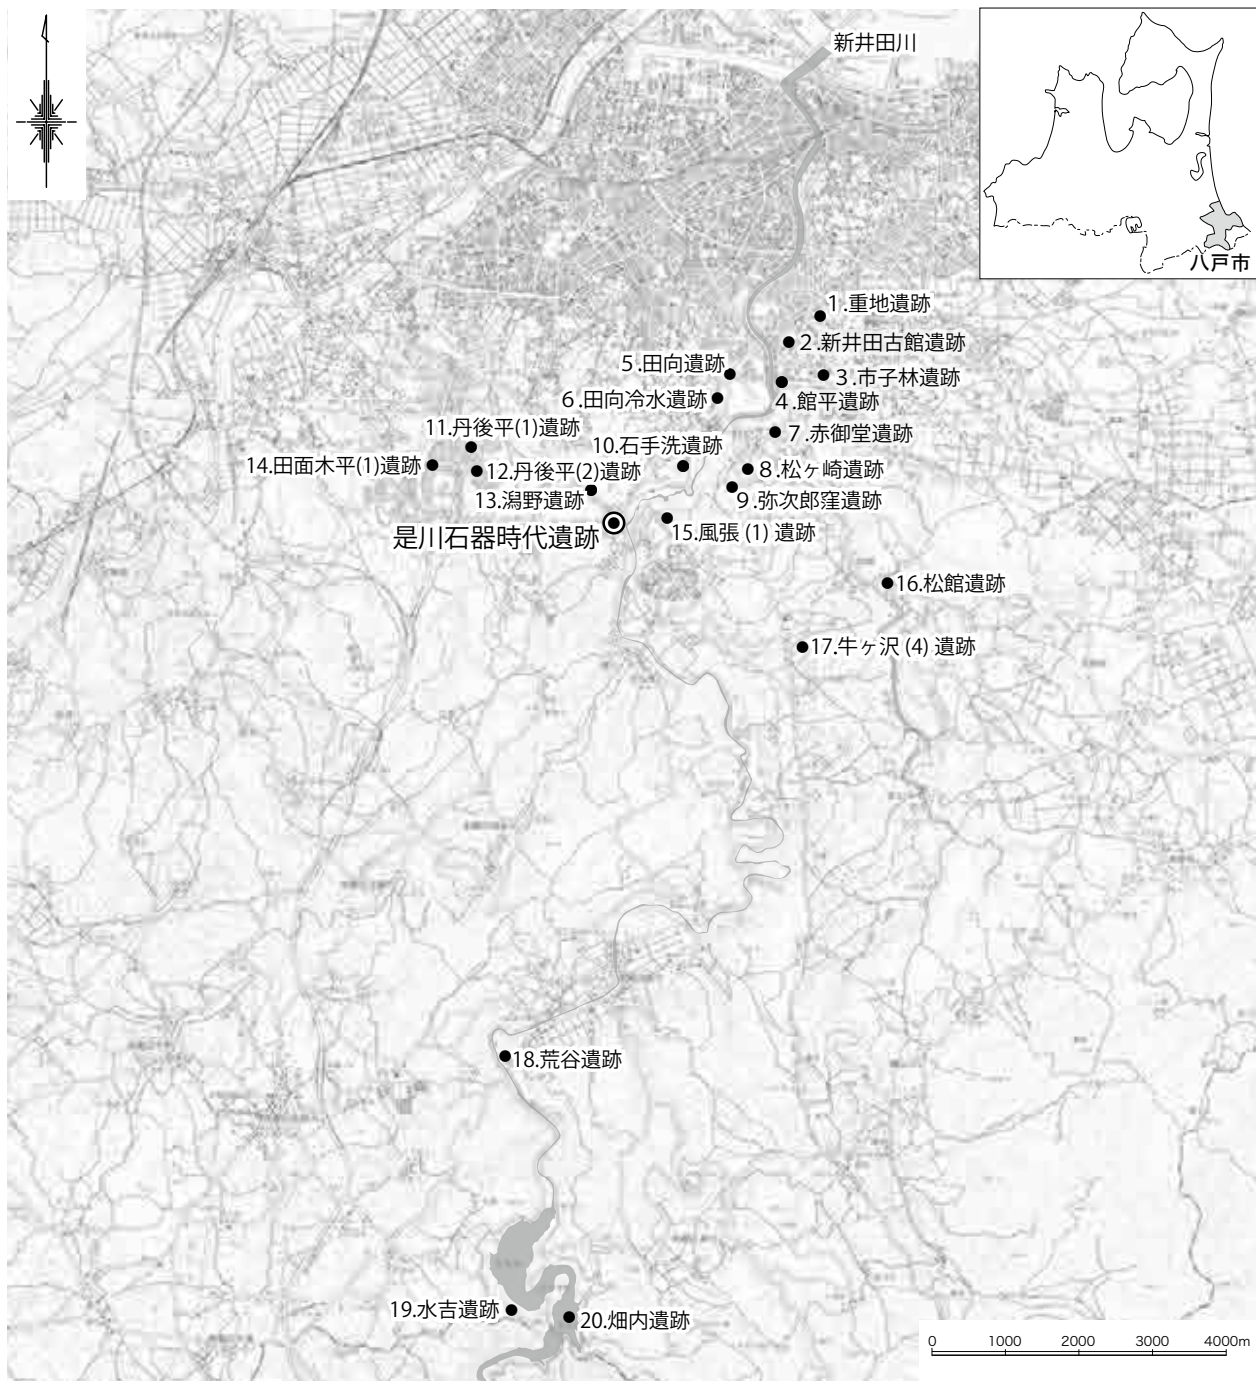 新井田川
八戸市
1.重地遺跡
2.新井田古館遺跡
5.田向遺跡
3.市子林遺跡
6.田向冷水遺跡
4.館平遺跡
11.丹後平(1)遺跡
7.赤御堂遺跡
10.石手洗遺跡
14.田面木平(1)遺跡
12.丹後平(2)遺跡
8.松ヶ崎遺跡
13.潟野遺跡
9.弥次郎窪遺跡
是川石器時代遺跡
15.風張 (1) 遺跡
16.松館遺跡
17.牛ヶ沢 (4) 遺跡
18.荒谷遺跡
19.水吉遺跡
20.畑内遺跡
0 1000 2000 3000 4000m